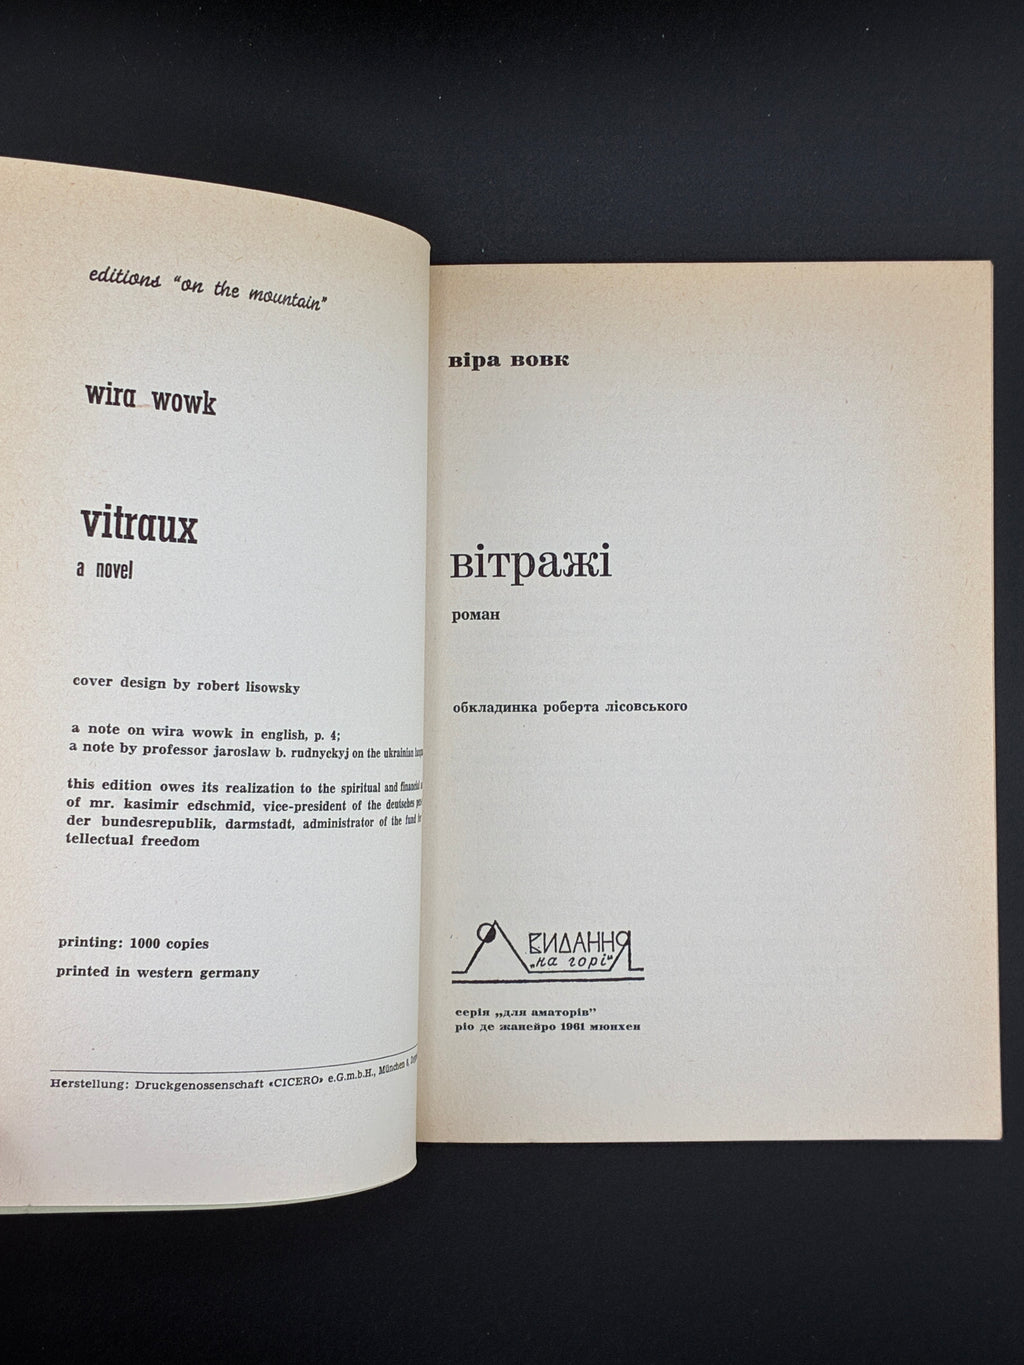 editions "on the mountain"
wira wowk
vitraux
a novel
cover design by robert lisowsky
a note on wira wowk in english, p. 4;
a note by professor jaroslaw b. rudnyckyj on the ukrainian
this edition owes its realization to the spiritual and financial
of mr. kasimir edschmid, vice-president of the deutsches
der bundesrepublik, darmstadt, administrator of the fund
tellectual freedom
printing: 1000 copies
printed in western germany
Herstellung: Druckgenossenschaft «CICERO» e.G.m.b.H., München
віра вовк
вітражі
роман
обкладинка роберта лісовського
ВИДАННЯ
„на горі"
серія „для аматорів”
ріо де жанейро 1961 мюнхен